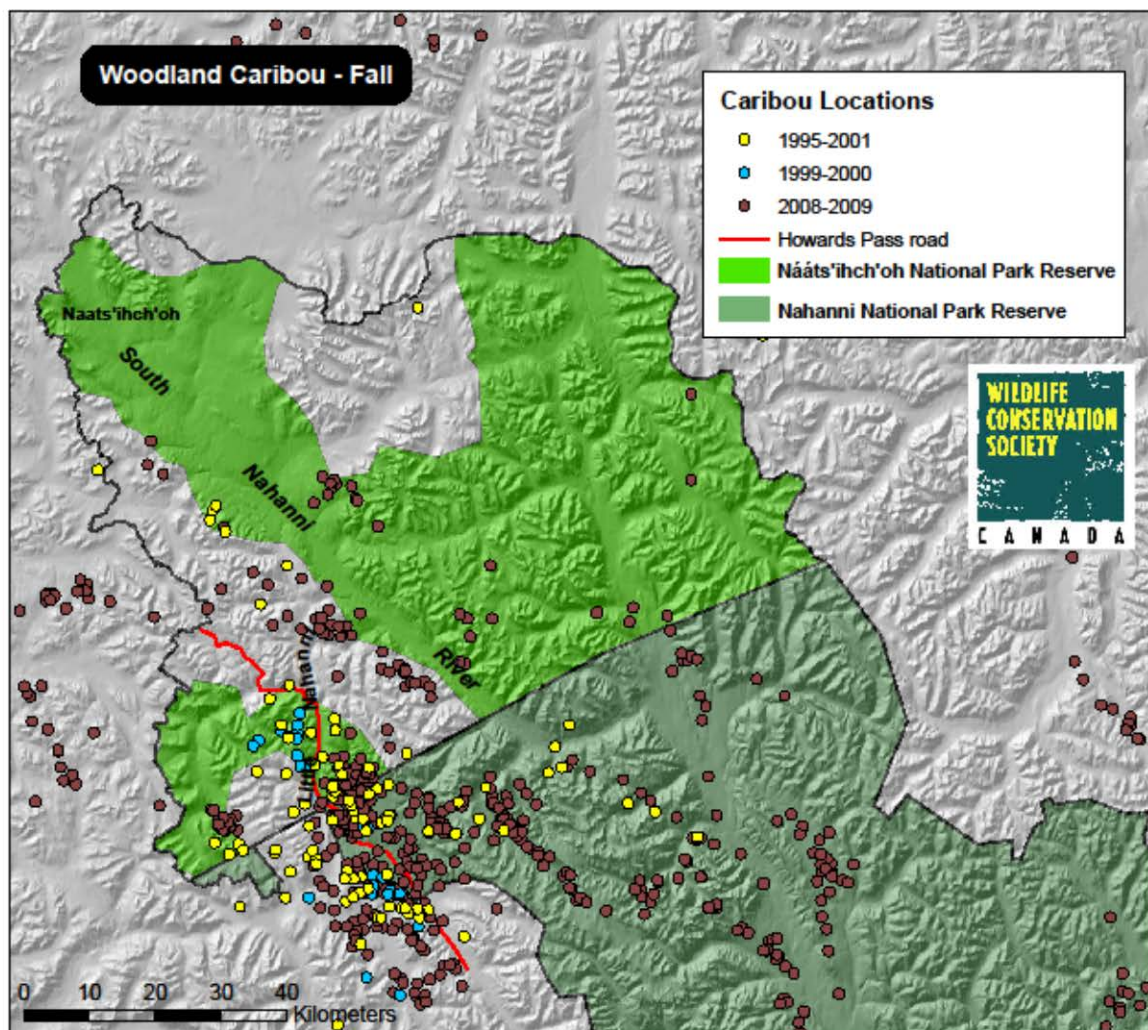 Woodland Caribou - Fall
Caribou Locations
1995-2001
1999-2000
2008-2009
Howards Pass road
Nááts'ihch'oh National Park Reserve
Nahanni National Park Reserve
Naats'ihch'oh
South
Nahanni
River
Nahanni
WILDLIFE
CONSERVATION
SOCIETY
CANADA
0 10 20 30 40
Kilometers